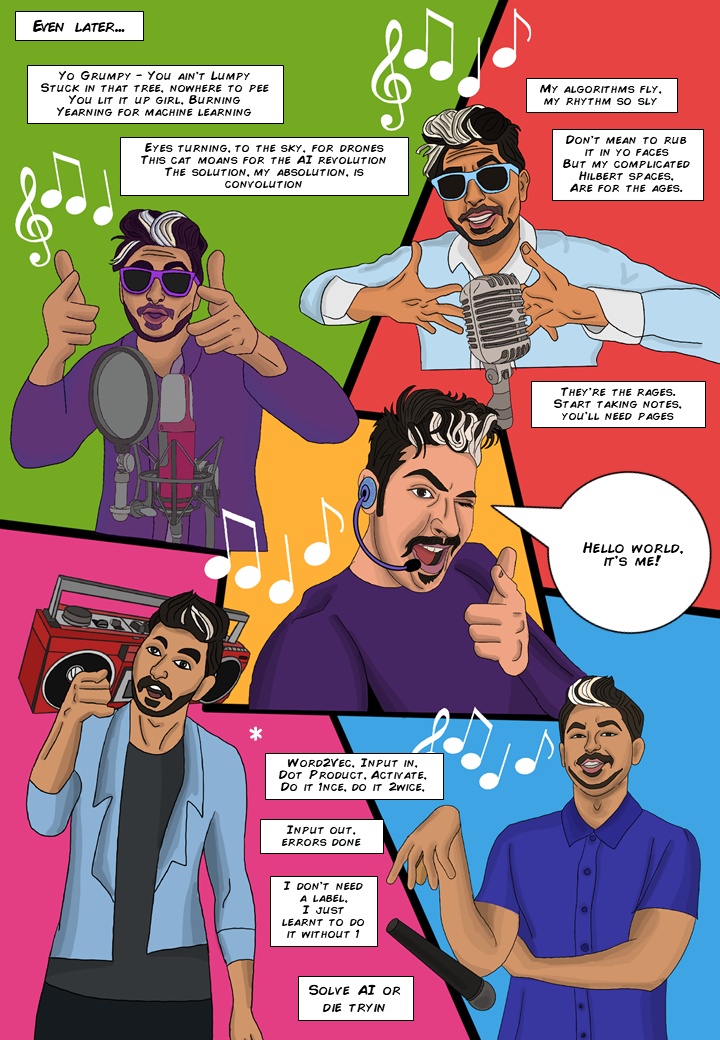 Even later...
Yo Grumpy - You ain't Lumpy
Stuck in that tree, nowhere to pee
You lit it up girl, Burning
Yearning for machine learning
Eyes turning, to the sky, for drones
This cat moans for the AI revolution
The solution, my absolution, is
convolution
My algorithms fly,
my rhythm so sly
Don't mean to rub
it in yo faces
But my complicated
Hilbert spaces,
Are for the ages.
They're the rages.
Start taking notes,
you'll need pages
Hello world,
it's me!
*
Word2Vec, Input in,
Dot Product, Activate,
Do it 1nce, do it 2wice,
Input out,
errors done
I don't need
a label,
I just
learnt to do
it without 1
Solve AI or
die tryin